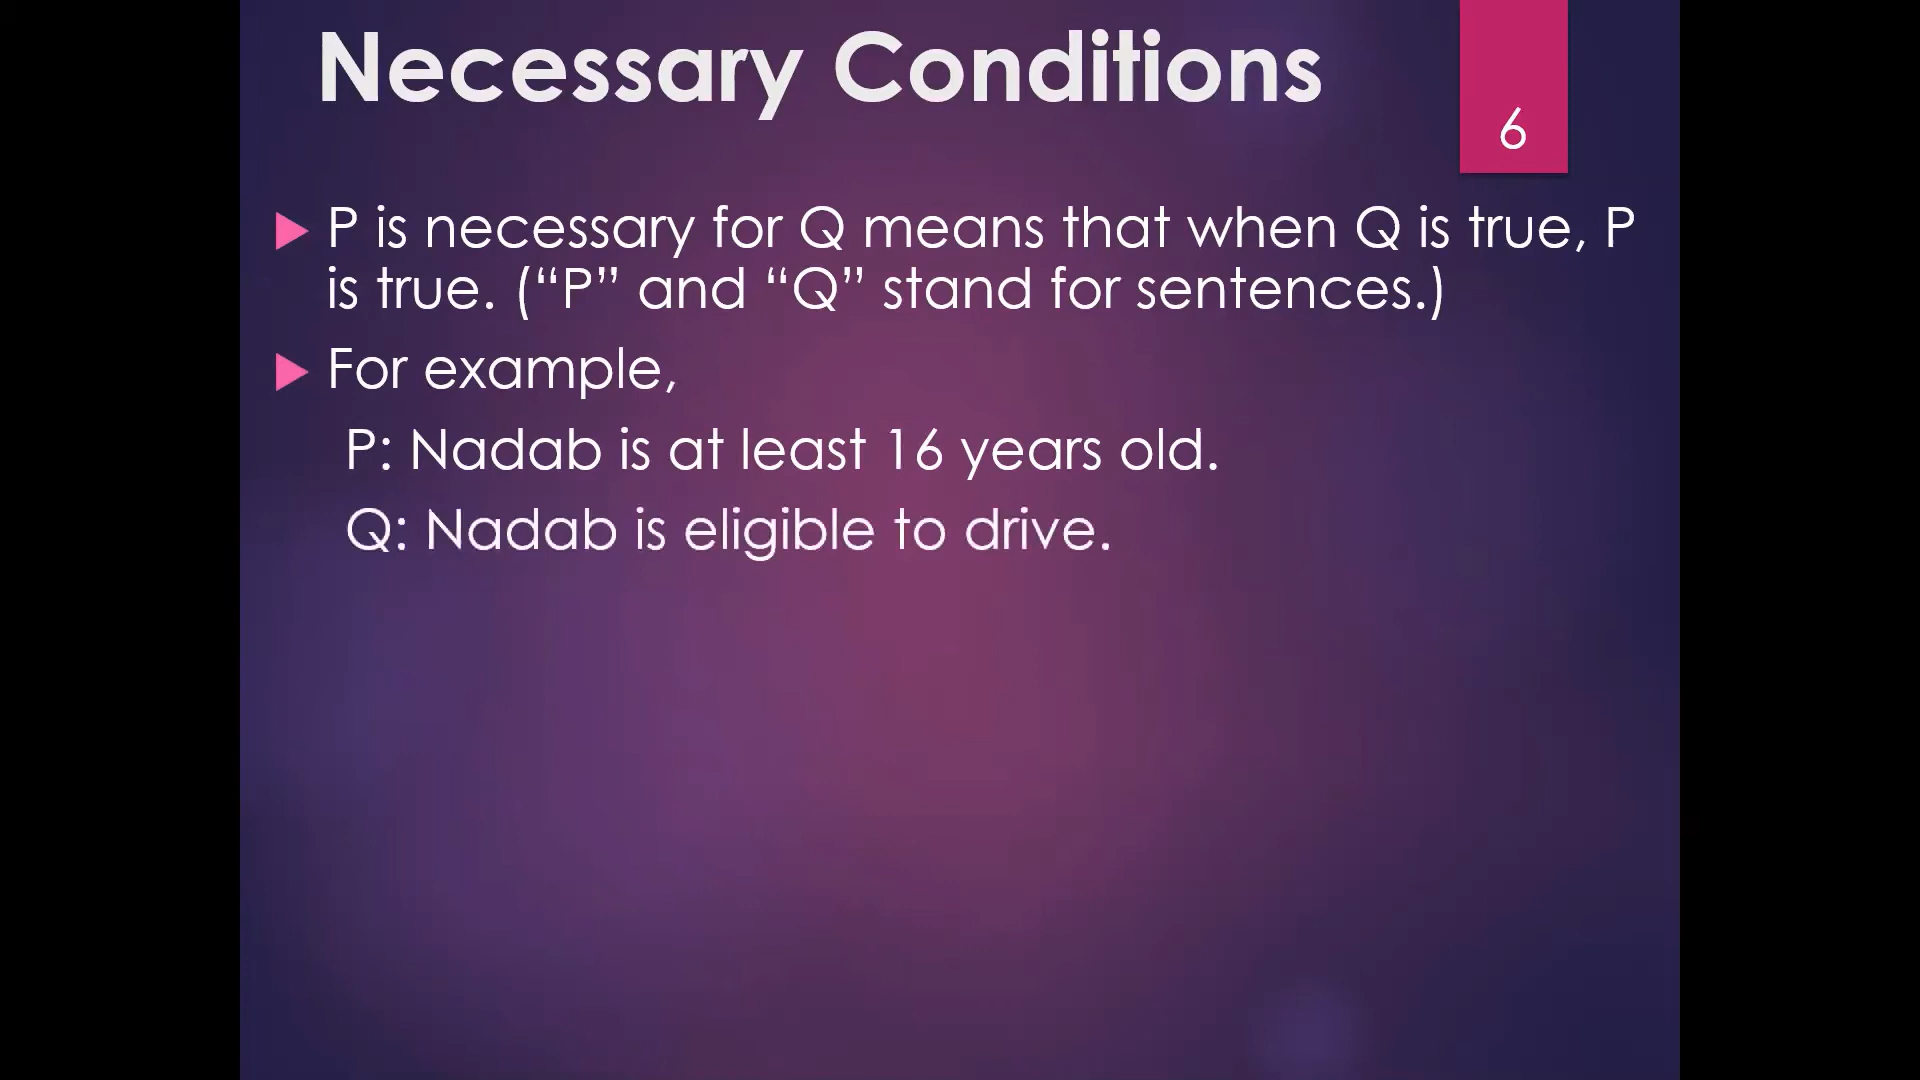 Necessary Conditions
6
P is necessary for Q means that when Q is true, P
is true. (“P” and “Q” stand for sentences.)
For example,
P: Nadab is at least 16 years old.
Q: Nadab is eligible to drive.